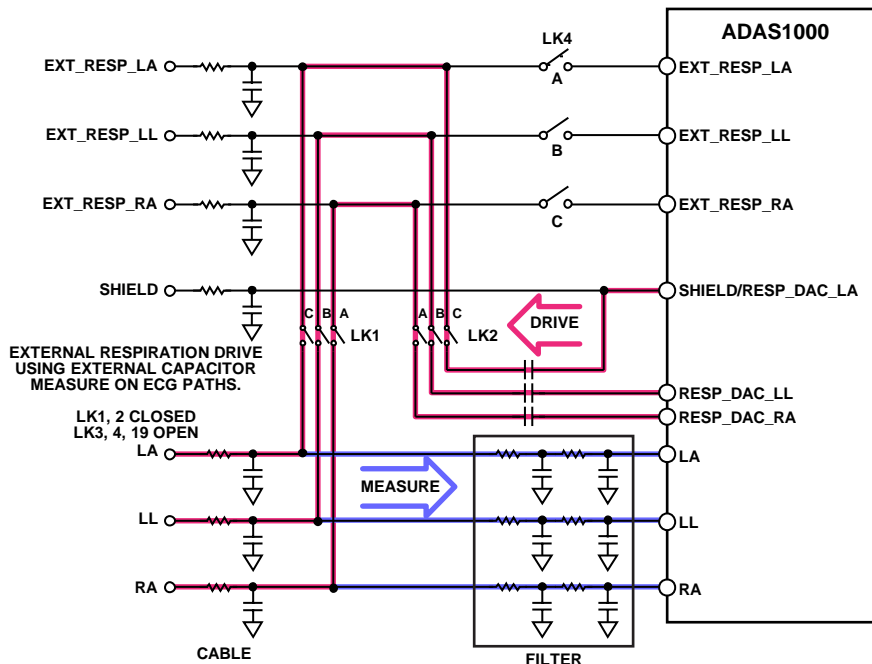 ADAS1000
LK4
EXT_RESP_LA
A
EXT_RESP_LA
EXT_RESP_LL
B
EXT_RESP_LL
EXT_RESP_RA
C
EXT_RESP_RA
SHIELD
SHIELD/RESP_DAC_LA
C B A
LK1
A B C
LK2
DRIVE
EXTERNAL RESPIRATION DRIVE
USING EXTERNAL CAPACITOR
MEASURE ON ECG PATHS.
LK1, 2 CLOSED
LK3, 4, 19 OPEN
RESP_DAC_LL
RESP_DAC_RA
LA
MEASURE
LA
LL
LL
RA
RA
CABLE
FILTER